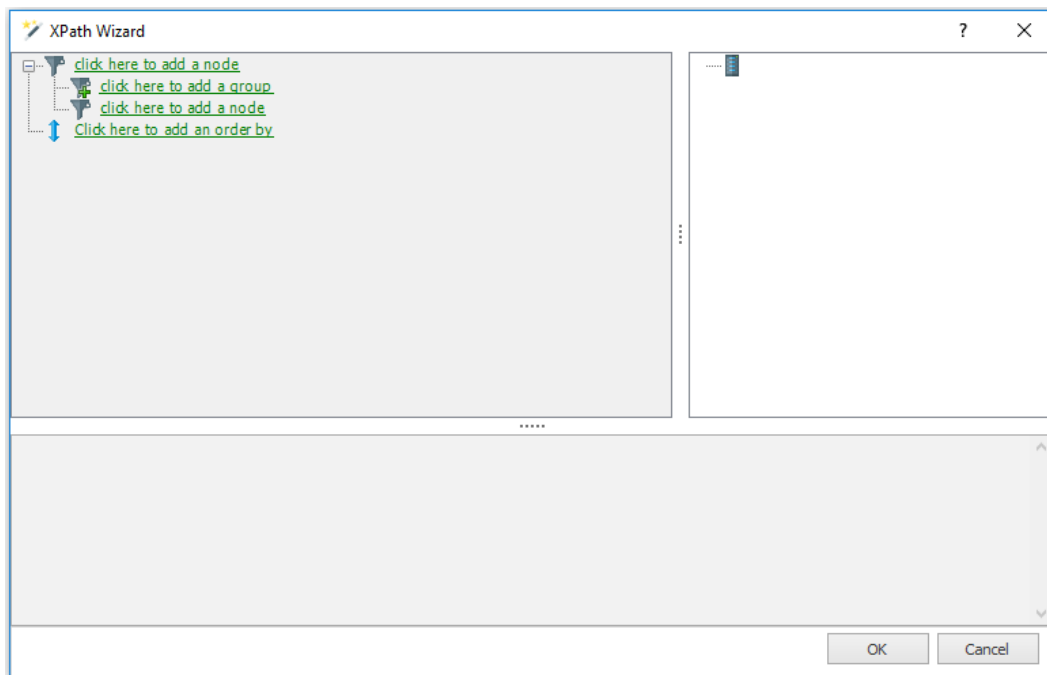 XPath Wizard
?
click here to add a node
click here to add a group
click here to add a node
Click here to add an order by
OK
Cancel